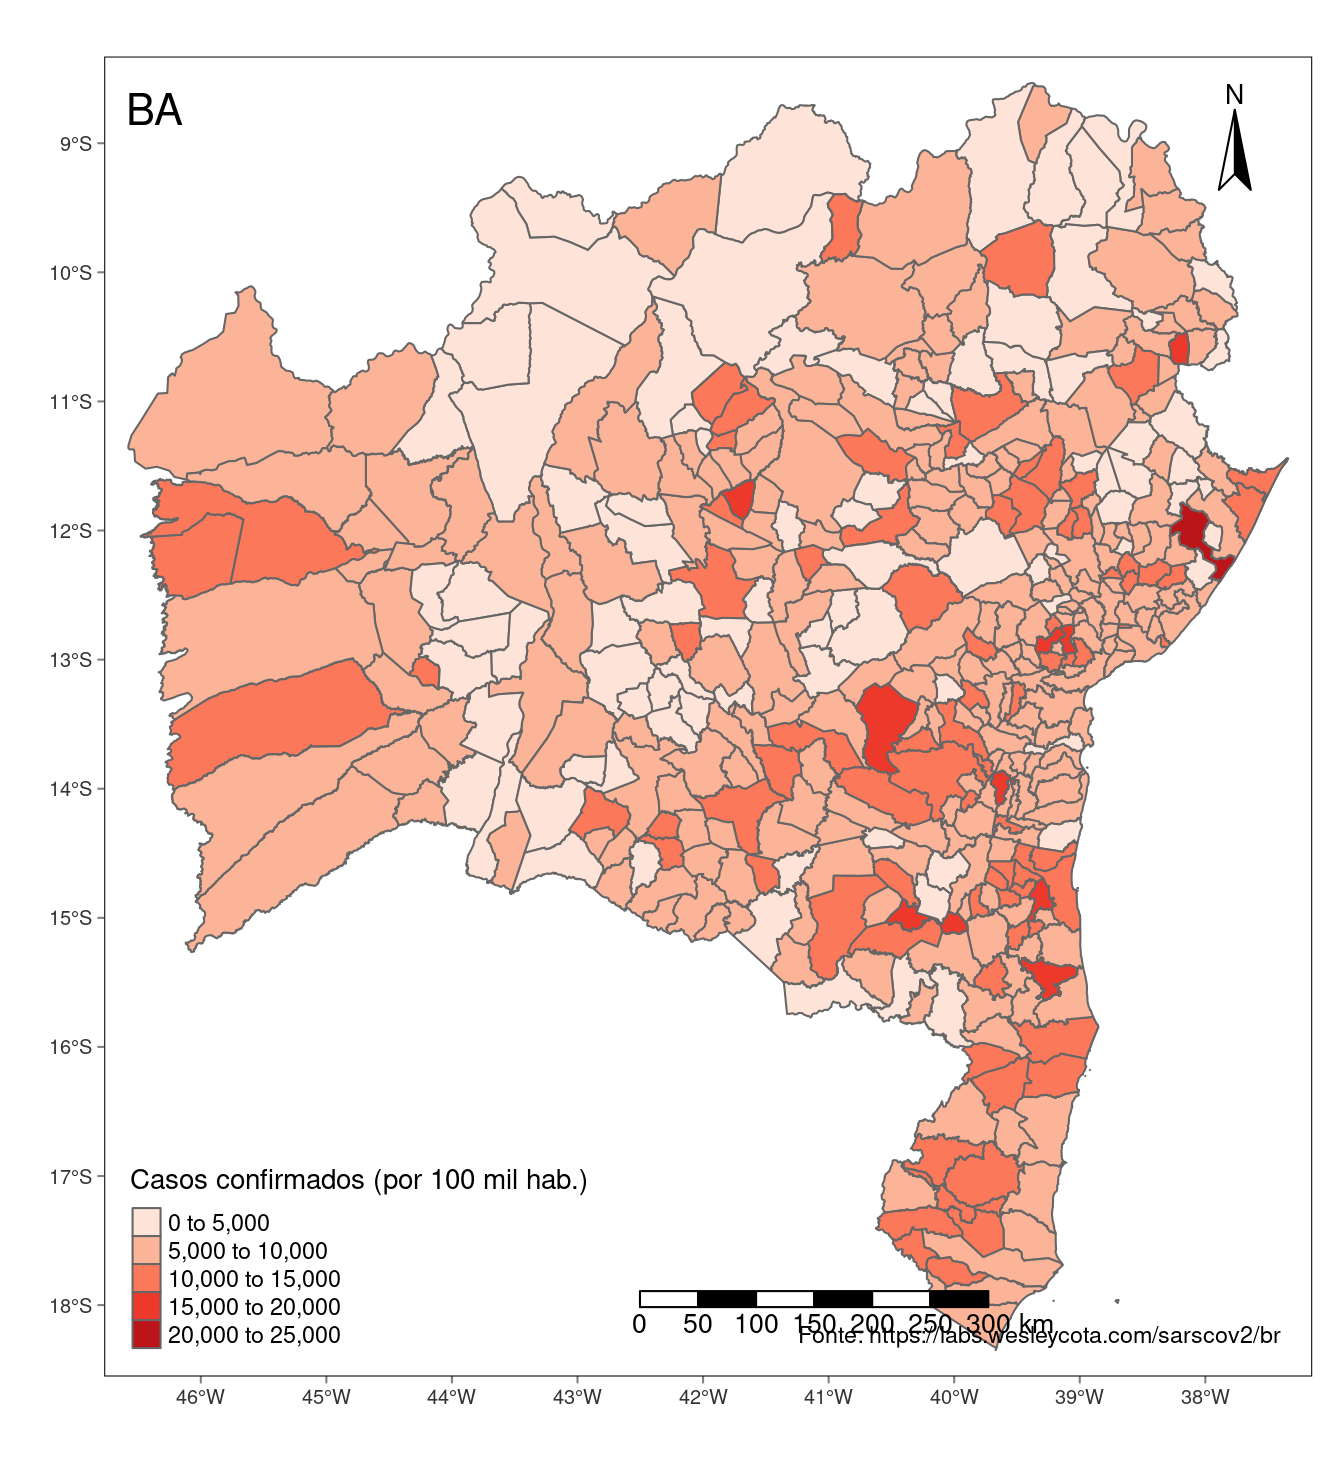 BA
N
9°S
10°S
11°S
12°S
13°S
14°S
15°S
16°S
17°S
18°S
Casos confirmados (por 100 mil hab.)
0 to 5,000
5,000 to 10,000
10,000 to 15,000
15,000 to 20,000
20,000 to 25,000
0 50 100 150 200 250 300 km
Fonte: https://labs.wesleycota.com/sarscov2/br
46°W 45°W 44°W 43°W 42°W 41°W 40°W 39°W 38°W